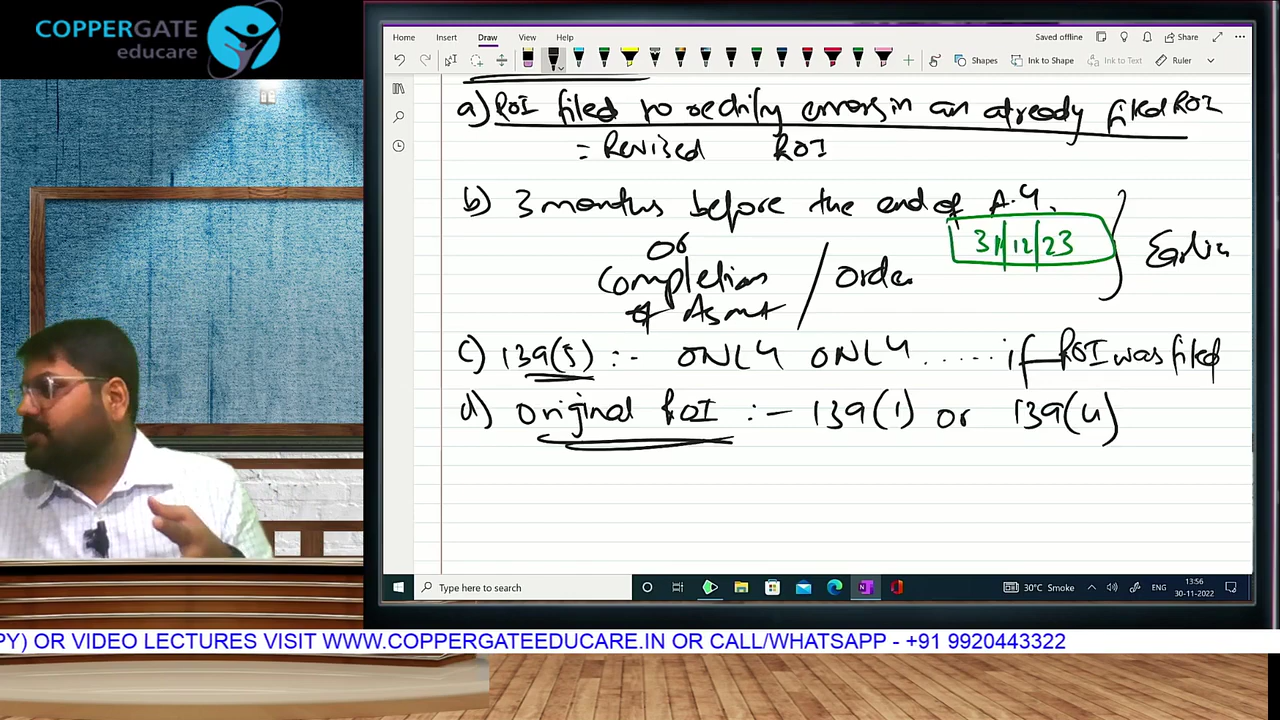 COPPERGATE
educare
Home Insert Draw View Help
Saved offline Share
Shapes Ink to Shape Ink to Text Ruler
a) ROI filed to rectify errors in an already filed ROI
= Revised ROI
b) 3 months before the end of A.Y.
31/12/23
or
Completion / Order
of Asmt
Earlier
c) 139(5) :- ONLY ONLY ..... if ROI was filed
d) Original ROI :- 139(1) or 139(4)
Type here to search
30°C Smoke ENG 13:56
30-11-2022
PY) OR VIDEO LECTURES VISIT WWW.COPPERGATEEDUCARE.IN OR CALL/WHATSAPP - +91 9920443322